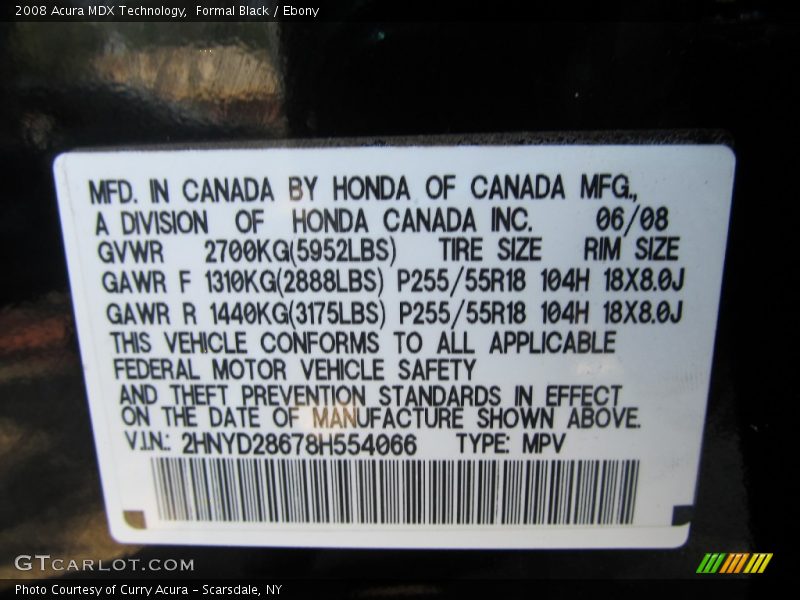 2008 Acura MDX Technology,  Formal Black / Ebony
MFD. IN CANADA BY HONDA OF CANADA MFG.,
A DIVISION OF HONDA CANADA INC. 06/08
GVWR 2700KG(5952LBS) TIRE SIZE RIM SIZE
GAWR F 1310KG(2888LBS) P255/55R18 104H 18X8.0J
GAWR R 1440KG(3175LBS) P255/55R18 104H 18X8.0J
THIS VEHICLE CONFORMS TO ALL APPLICABLE
FEDERAL MOTOR VEHICLE SAFETY
AND THEFT PREVENTION STANDARDS IN EFFECT
ON THE DATE OF MANUFACTURE SHOWN ABOVE.
V.I.N.: 2HNYD28678H554066 TYPE: MPV
GTCARLOT.COM
Photo Courtesy of Curry Acura - Scarsdale, NY